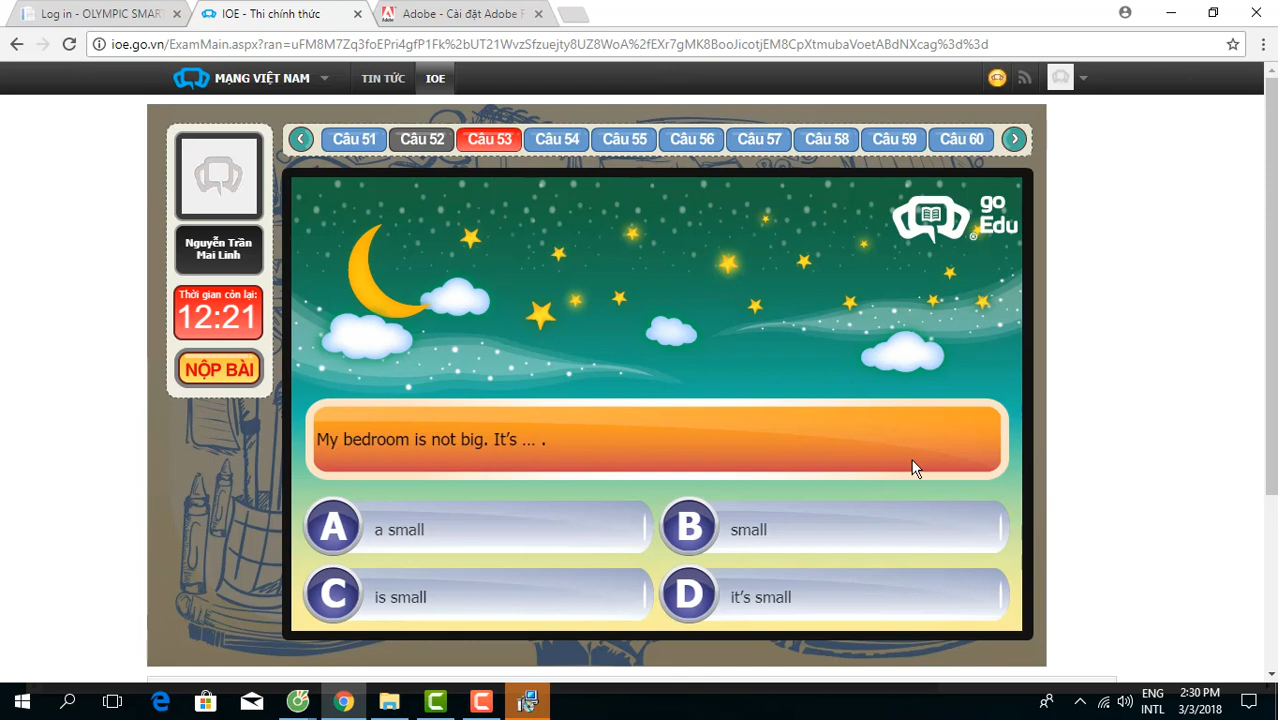 Log in - OLYMPIC SMAR
IOE - Thi chính thức
Adobe - Cài đặt Adobe F
ioe.go.vn/ExamMain.aspx?ran=uFM8M7Zq3foEPri4gfP1Fk%2bUT21WvzSfzuejty8UZ8WoA%2fEXr7gMK8BooJicotjEM8CpXtmubaVoetABdNXcag%3d%3d
MẠNG VIỆT NAM
TIN TỨC
IOE
Câu 51
Câu 52
Câu 53
Câu 54
Câu 55
Câu 56
Câu 57
Câu 58
Câu 59
Câu 60
go
Edu
Nguyễn Trần
Mai Linh
Thời gian còn lại:
12:21
NỘP BÀI
My bedroom is not big. It’s ... .
A a small
B small
C is small
D it’s small
ENG
INTL
2:30 PM
3/3/2018